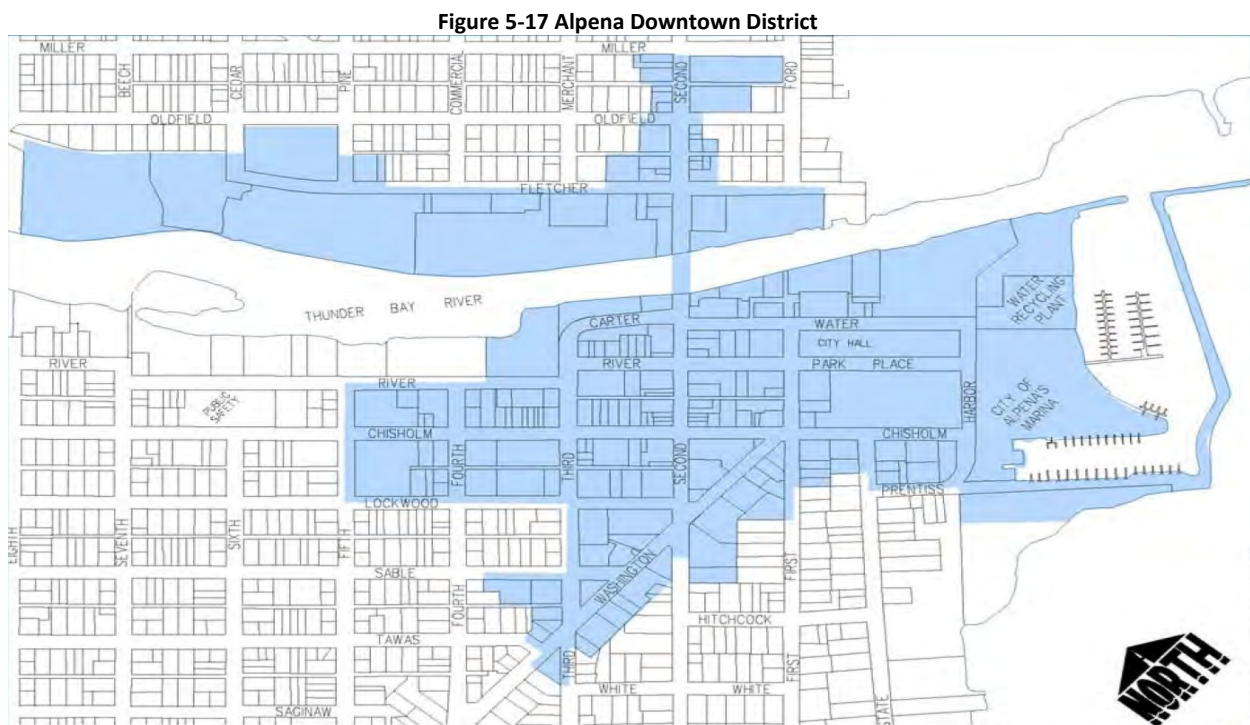 Figure 5-17 Alpena Downtown District
MILLER
MILLER
BEECH
CEDAR
PINE
COMMERCIAL
MERCHANT
SECOND
FORD
OLDFIELD
OLDFIELD
FLETCHER
THUNDER BAY RIVER
CARTER
WATER
CITY HALL
WATER
RECYCLING
PLANT
RIVER
RIVER
RIVER
PARK PLACE
PUBLIC
SAFETY
HARBOR
CITY OF
ALPENA'S
MARINA
CHISHOLM
CHISHOLM
FOURTH
THIRD
SECOND
PRENTISS
LOCKWOOD
EIGHTH
SEVENTH
SIXTH
FIFTH
WASHINGTON
FIRST
SABLE
FOURTH
HITCHCOCK
TAWAS
THIRD
FIRST
WHITE
WHITE
STATE
SAGINAW
NORTH